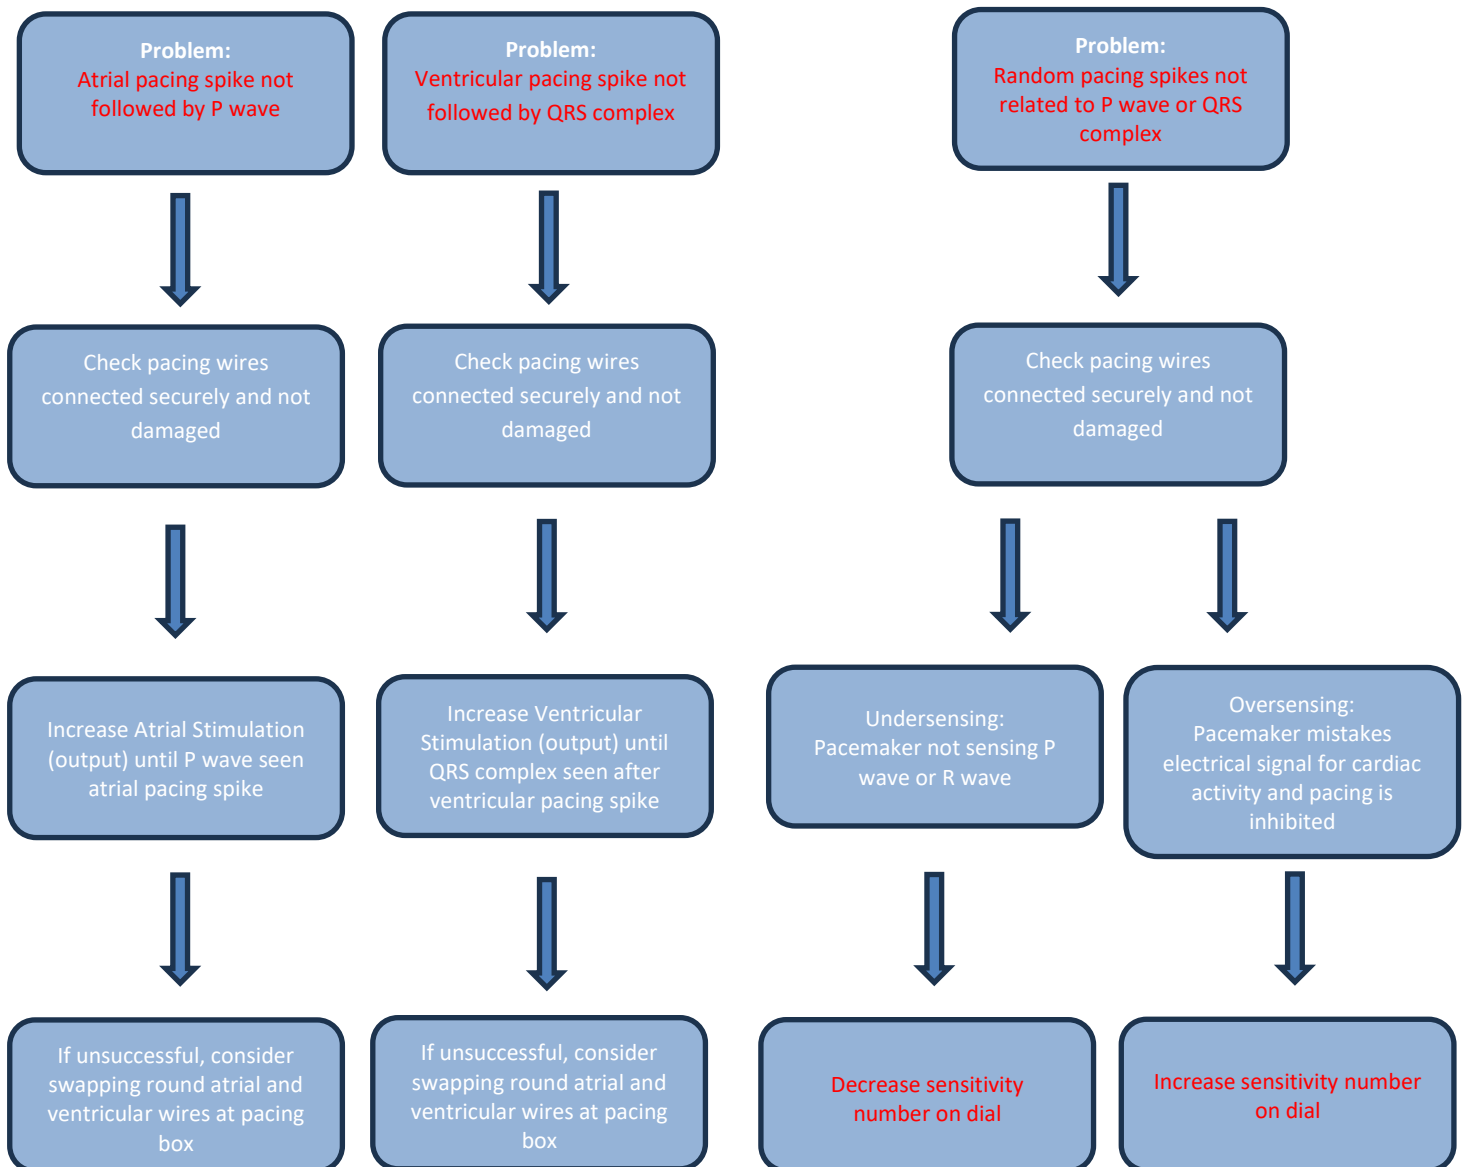 Problem:
Atrial pacing spike not
followed by P wave
Problem:
Ventricular pacing spike not
followed by QRS complex
Problem:
Random pacing spikes not
related to P wave or QRS
complex
Check pacing wires
connected securely and not
damaged
Check pacing wires
connected securely and not
damaged
Check pacing wires
connected securely and not
damaged
Increase Atrial Stimulation
(output) until P wave seen
atrial pacing spike
Increase Ventricular
Stimulation (output) until
QRS complex seen after
ventricular pacing spike
Undersensing:
Pacemaker not sensing P
wave or R wave
Oversensing:
Pacemaker mistakes
electrical signal for cardiac
activity and pacing is
inhibited
If unsuccessful, consider
swapping round atrial and
ventricular wires at pacing
box
If unsuccessful, consider
swapping round atrial and
ventricular wires at pacing
box
Decrease sensitivity
number on dial
Increase sensitivity number
on dial